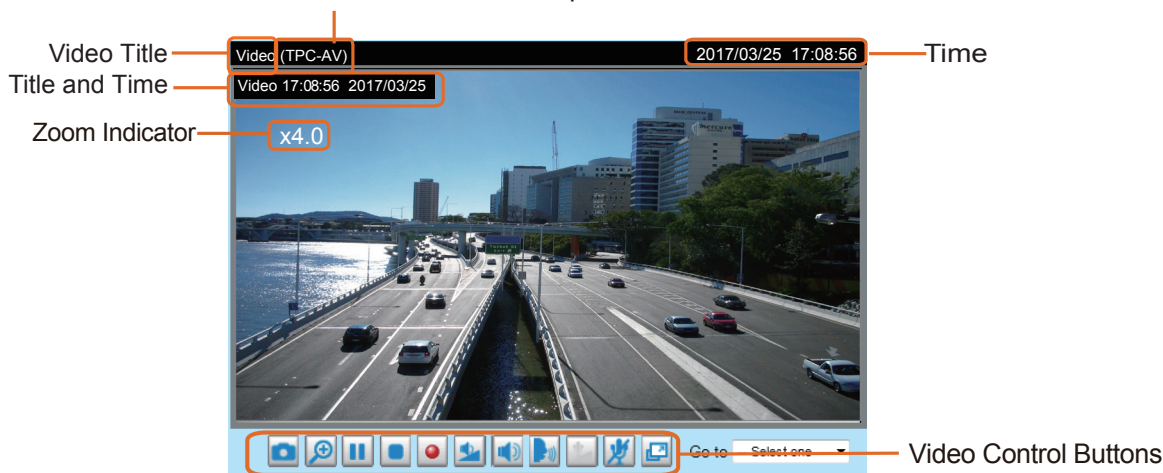 Video Title
Video (TPC-AV)
2017/03/25 17:08:56
Time
Title and Time
Video 17:08:56 2017/03/25
Zoom Indicator
x4.0
mercure
Go to
Select one
Video Control Buttons